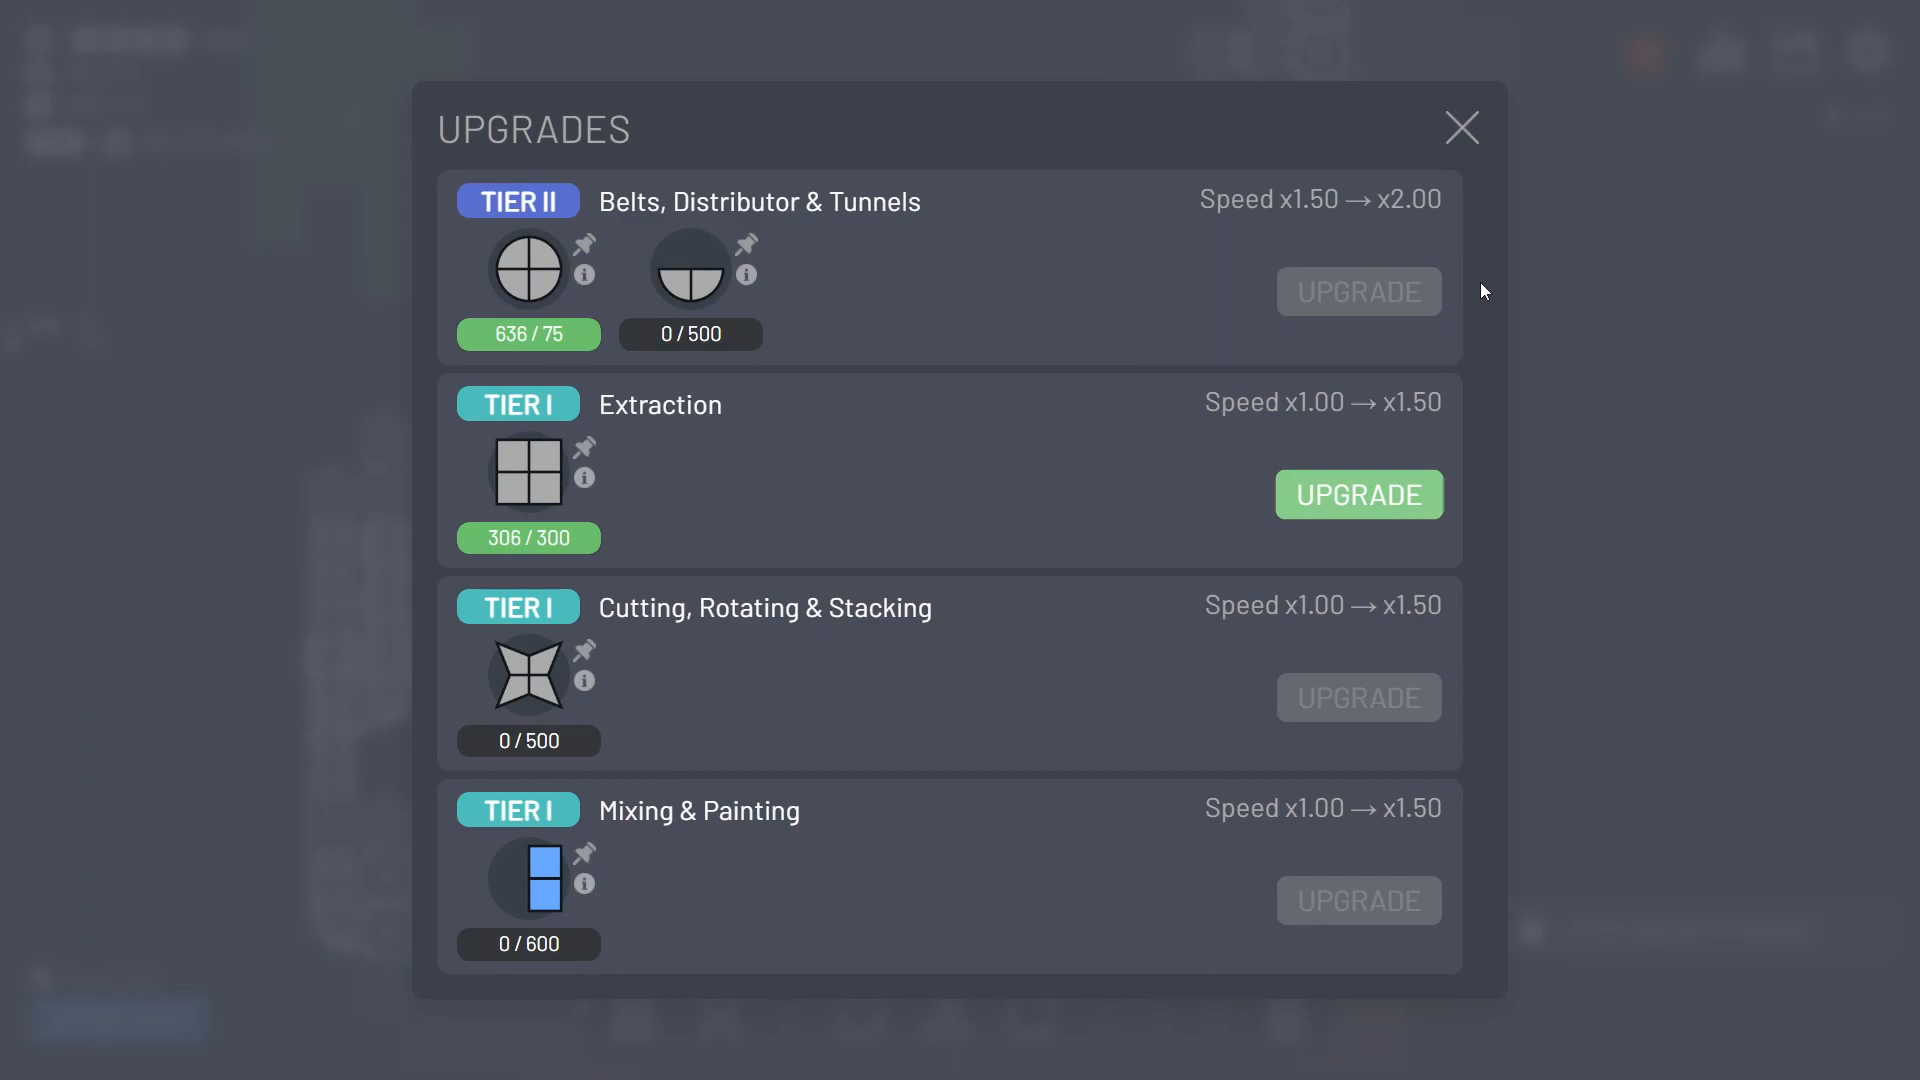 UPGRADES
TIER II Belts, Distributor & Tunnels Speed x1.50 → x2.00
UPGRADE
636 / 75 0 / 500
TIER I Extraction Speed x1.00 → x1.50
UPGRADE
306 / 300
TIER I Cutting, Rotating & Stacking Speed x1.00 → x1.50
UPGRADE
0 / 500
TIER I Mixing & Painting Speed x1.00 → x1.50
UPGRADE
0 / 600